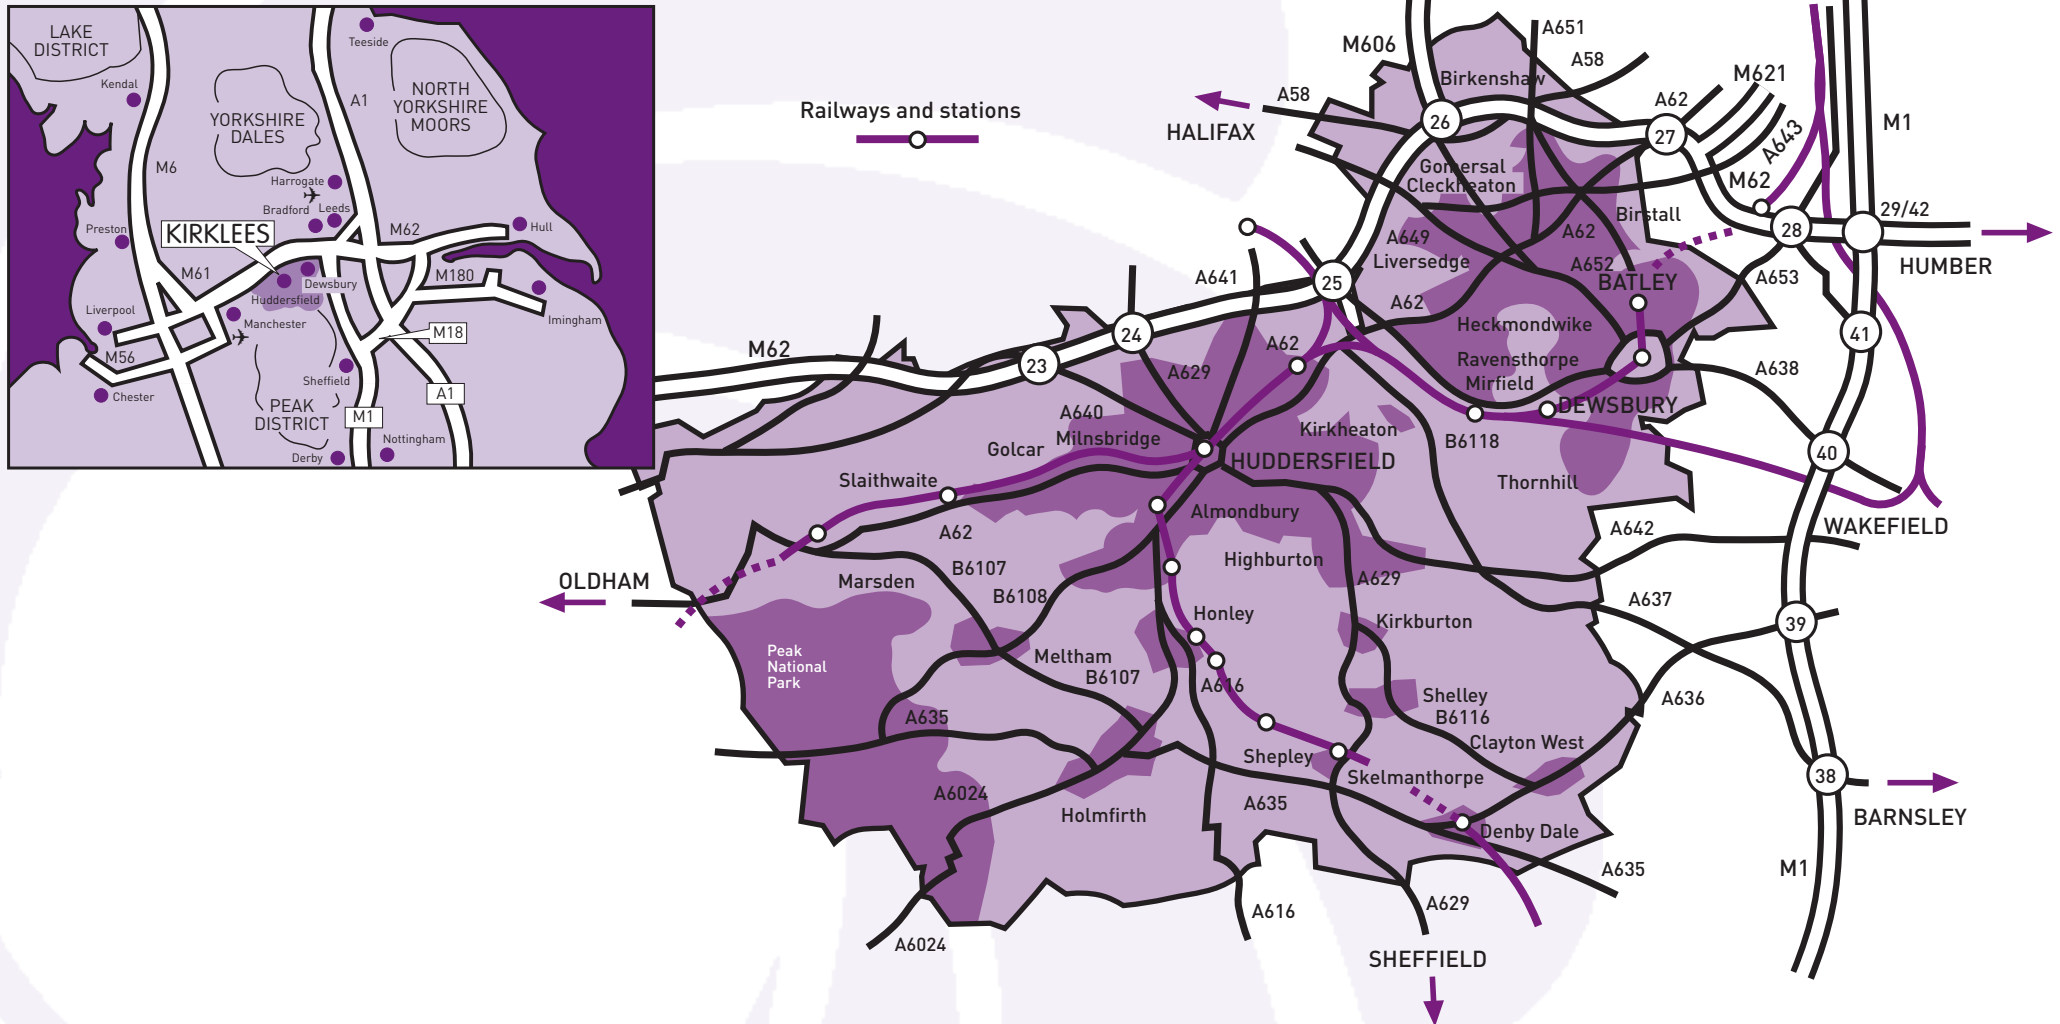 LAKE
DISTRICT
Kendal
Teeside
NORTH
YORKSHIRE
MOORS
YORKSHIRE
DALES
A1
M6
Harrogate
Bradford
Leeds
Preston
KIRKLEES
M62
Hull
M61
M180
Dewsbury
Huddersfield
Liverpool
Manchester
Imingham
M18
M56
Sheffield
Chester
PEAK
DISTRICT
M1
A1
Nottingham
Derby
Railways and stations
M606
A651
A58
Birkenshaw
M621
A58
HALIFAX
A62
26
27
A643
M1
Gomersal
Cleckheaton
M62
Birstall
29/42
28
HUMBER
A649
A62
Liversedge
A652
BATLEY
A653
A641
25
A62
Heckmondwike
41
24
M62
23
A62
A629
Ravensthorpe
Mirfield
A638
DEWSBURY
A640
Milnsbridge
Golcar
Kirkheaton
B6118
40
HUDDERSFIELD
Slaithwaite
Thornhill
Almondbury
WAKEFIELD
A62
A642
Highburton
B6107
A629
OLDHAM
Marsden
B6108
A637
Honley
Kirkburton
39
Peak
National
Park
Meltham
B6107
A616
Shelley
B6116
A636
A635
Clayton West
Shepley
Skelmanthorpe
38
A6024
A635
Holmfirth
Denby Dale
BARNSLEY
M1
A635
A629
A616
A6024
SHEFFIELD